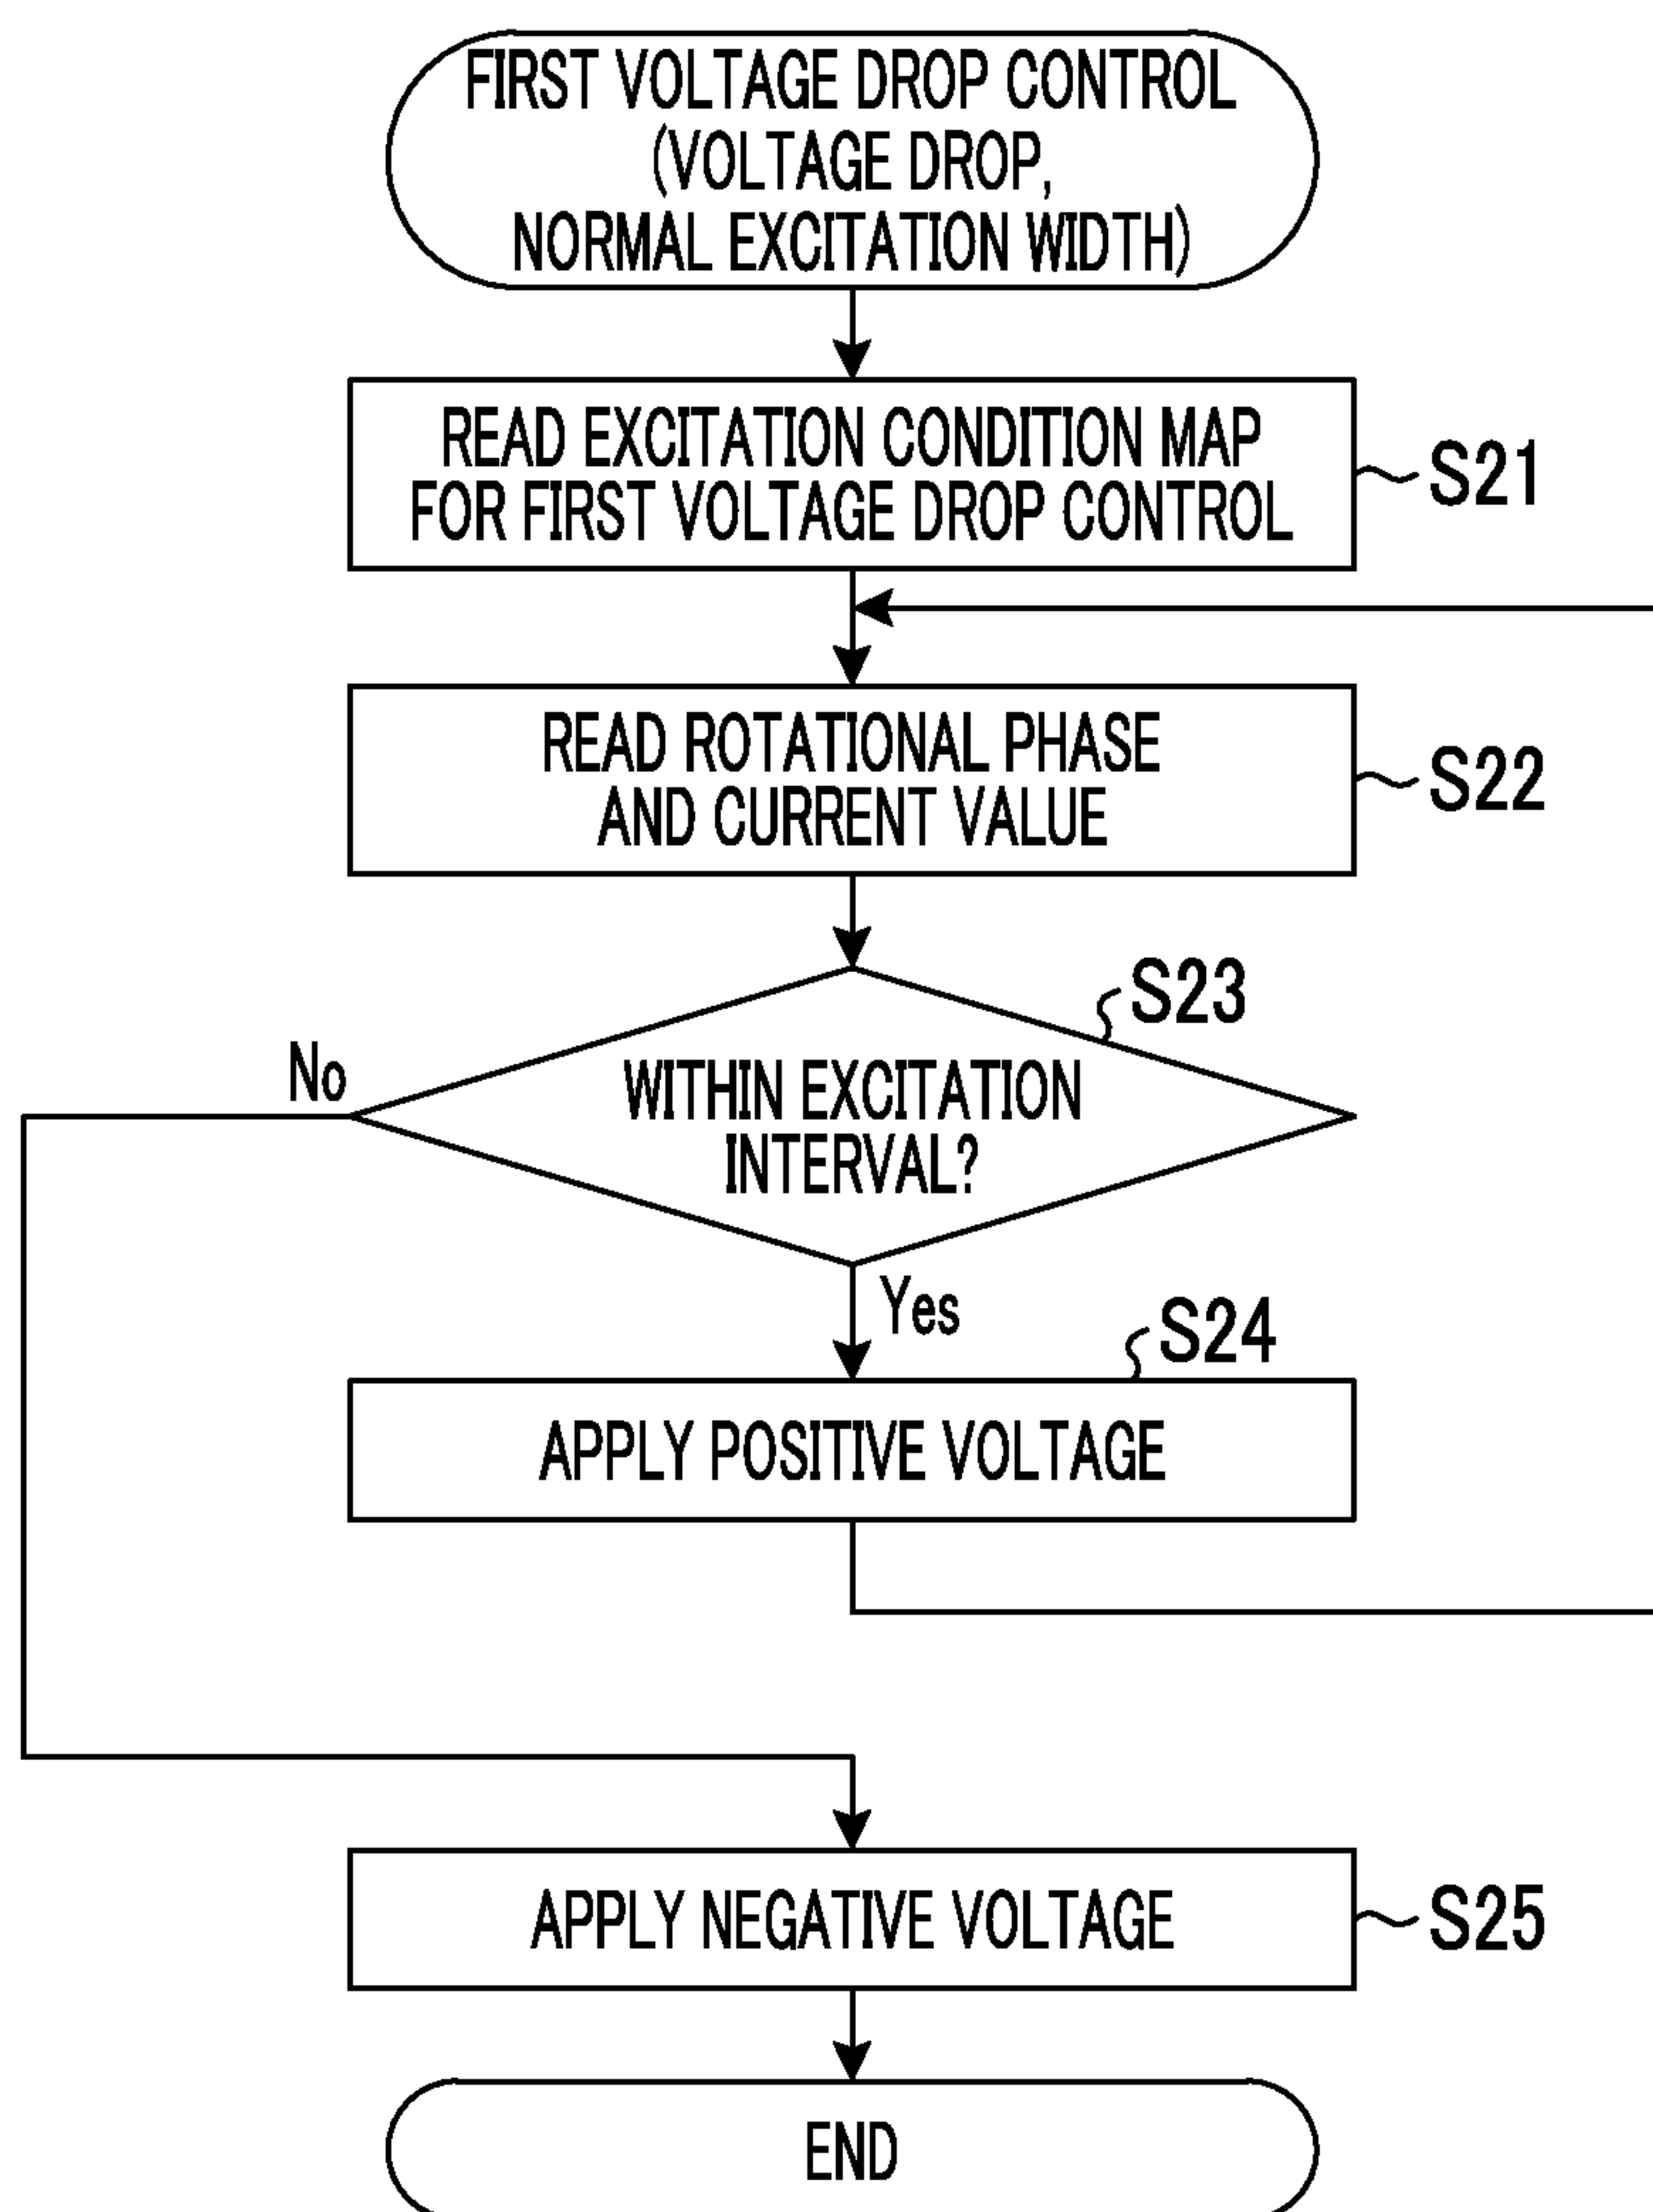 FIRST VOLTAGE DROP CONTROL
(VOLTAGE DROP,
NORMAL EXCITATION WIDTH)
READ EXCITATION CONDITION MAP
FOR FIRST VOLTAGE DROP CONTROL
S21
READ ROTATIONAL PHASE
AND CURRENT VALUE
S22
S23
No
WITHIN EXCITATION
INTERVAL?
Yes
S24
APPLY POSITIVE VOLTAGE
APPLY NEGATIVE VOLTAGE
S25
END